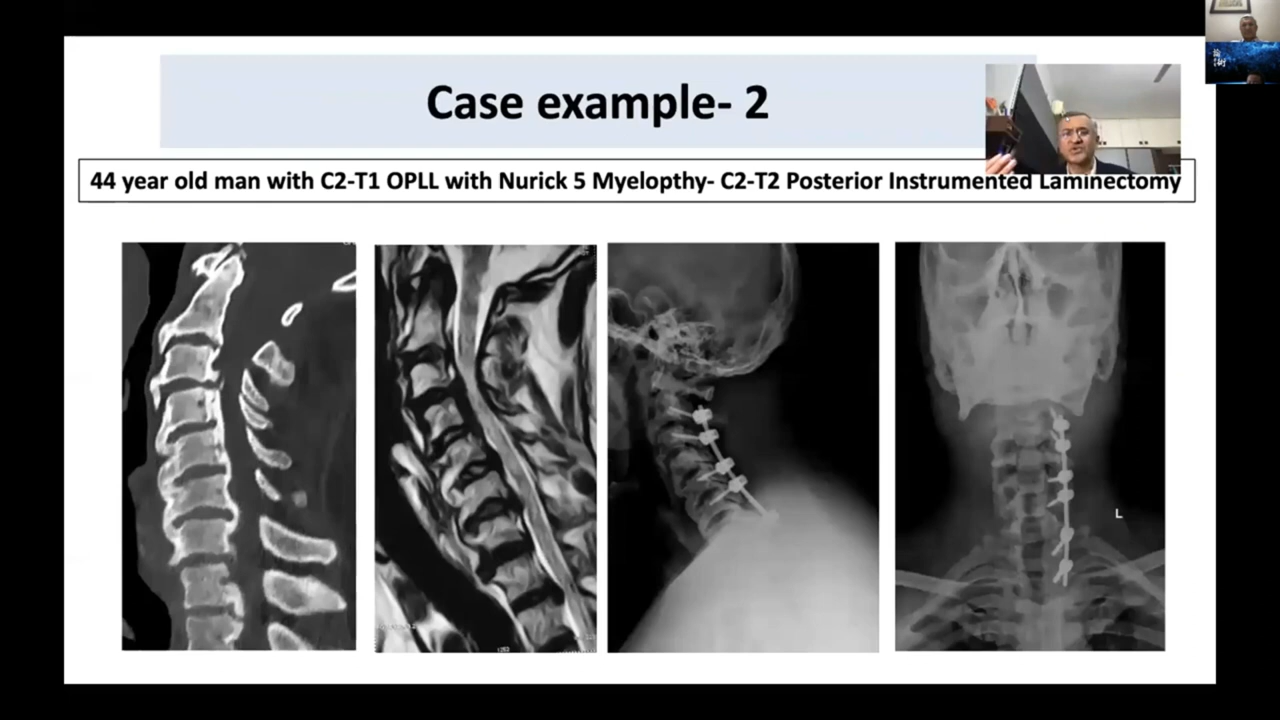 Case example- 2
44 year old man with C2-T1 OPLL with Nurick 5 Myelopthy- C2-T2 Posterior Instrumented Laminectomy
L